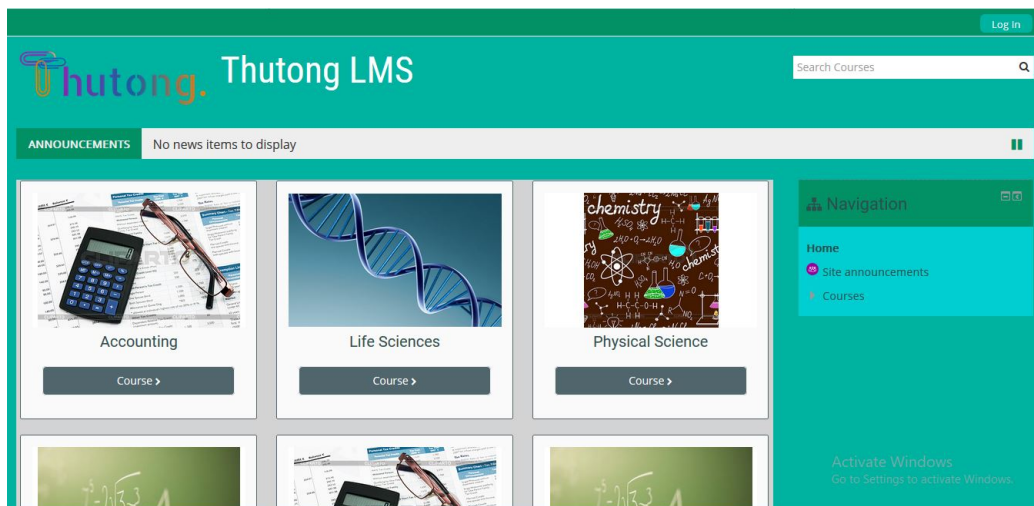 Log In
Thutong.
Thutong LMS
Search Courses
ANNOUNCEMENTS
No news items to display
chemistry
chemist
Accounting
Life Sciences
Physical Science
Course
Course
Course
Navigation
Home
Site announcements
Courses
Activate Windows
Go to Settings to activate Windows.